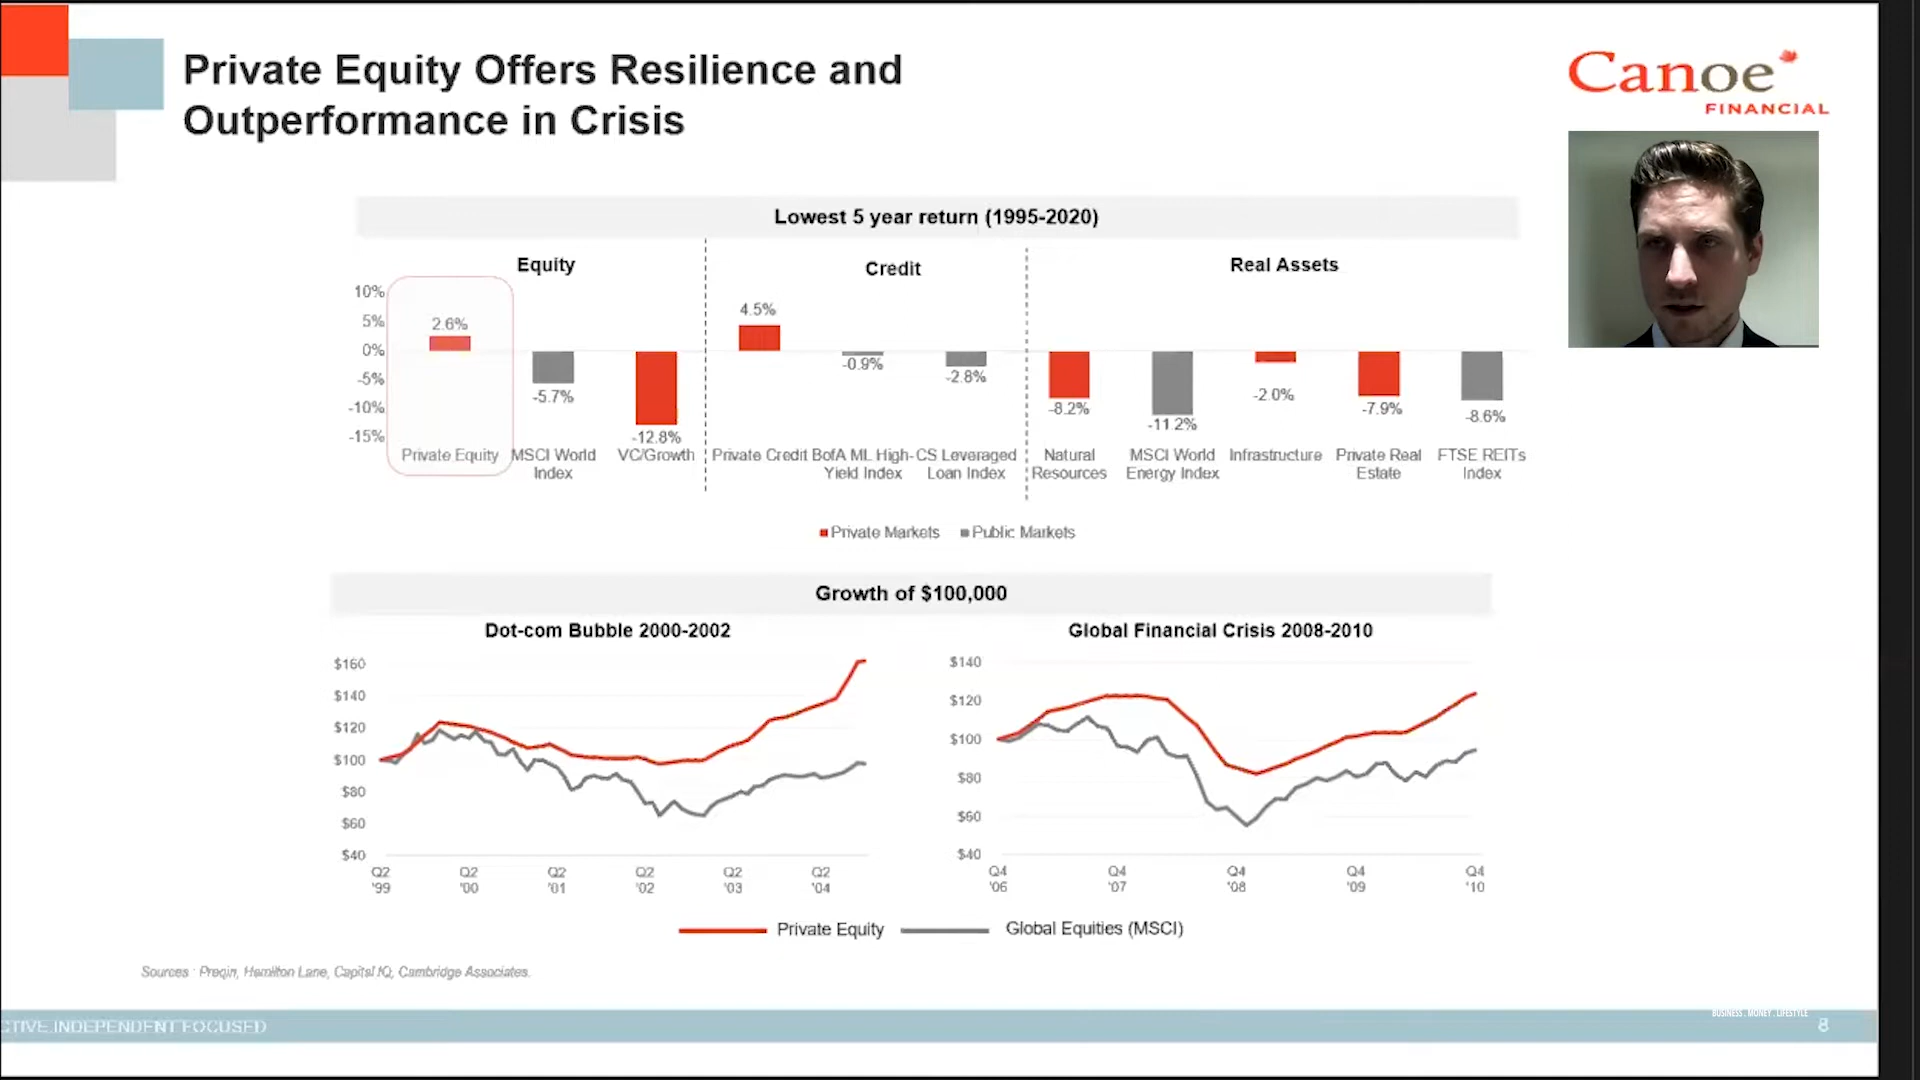 Private Equity Offers Resilience and
Outperformance in Crisis
Canoe
FINANCIAL
Lowest 5 year return (1995-2020)
Equity
Credit
Real Assets
10%
5%
0%
-5%
-10%
-15%
2.6%
-5.7%
-12.8%
4.5%
-0.9%
-2.8%
-8.2%
-11.2%
-2.0%
-7.9%
-8.6%
Private Equity
MSCI World
Index
VC/Growth
Private Credit
BofA ML High-
Yield Index
CS Leveraged
Loan Index
Natural
Resources
MSCI World
Energy Index
Infrastructure
Private Real
Estate
FTSE REITs
Index
Private Markets
Public Markets
Growth of $100,000
Dot-com Bubble 2000-2002
$160
$140
$120
$100
$80
$60
$40
Q2
'99
Q2
'00
Q2
'01
Q2
'02
Q2
'03
Q2
'04
Global Financial Crisis 2008-2010
$140
$120
$100
$80
$60
$40
Q4
'06
Q4
'07
Q4
'08
Q4
'09
Q4
'10
Private Equity
Global Equities (MSCI)
Sources : Preqin, Hamilton Lane, Capital IQ, Cambridge Associates.
CTIVE.INDEPENDENT.FOCUSED
BUSINESS . MONEY . LIFESTYLE
8